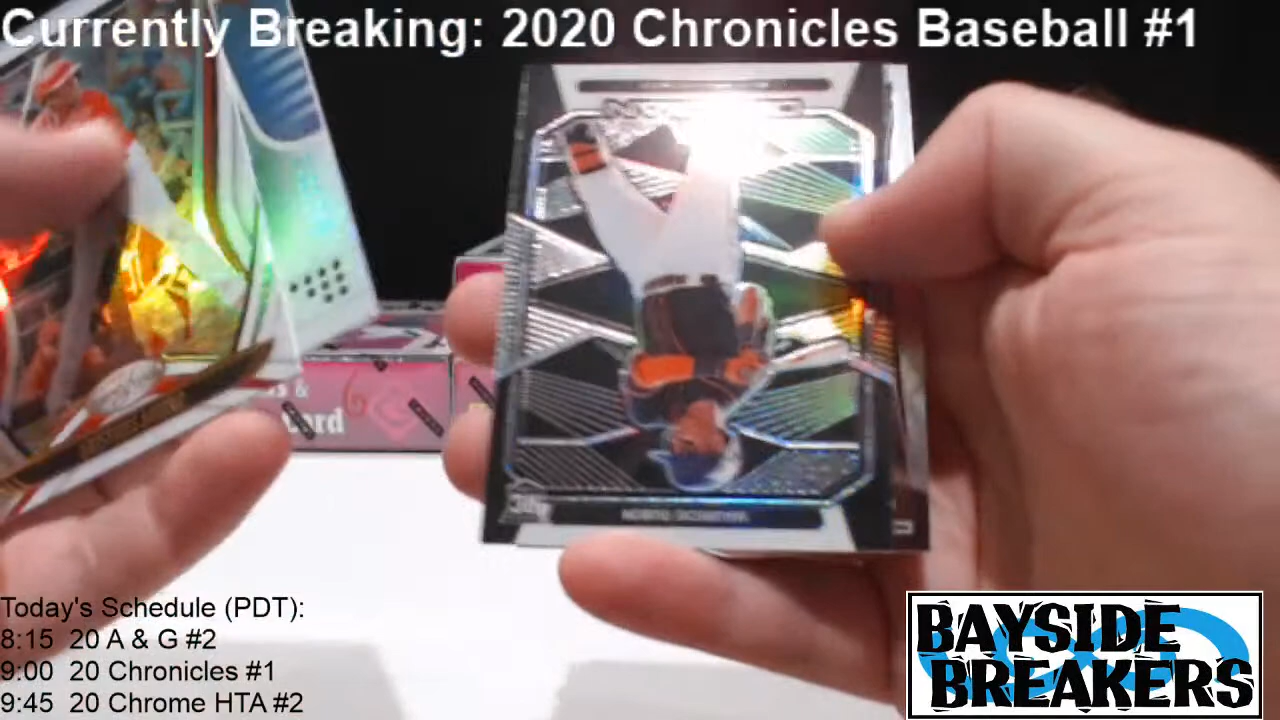 Currently Breaking: 2020 Chronicles Baseball #1
ard
Today's Schedule (PDT):
8:15 20 A & G #2
9:00 20 Chronicles #1
9:45 20 Chrome HTA #2
BAYSIDE
BREAKERS